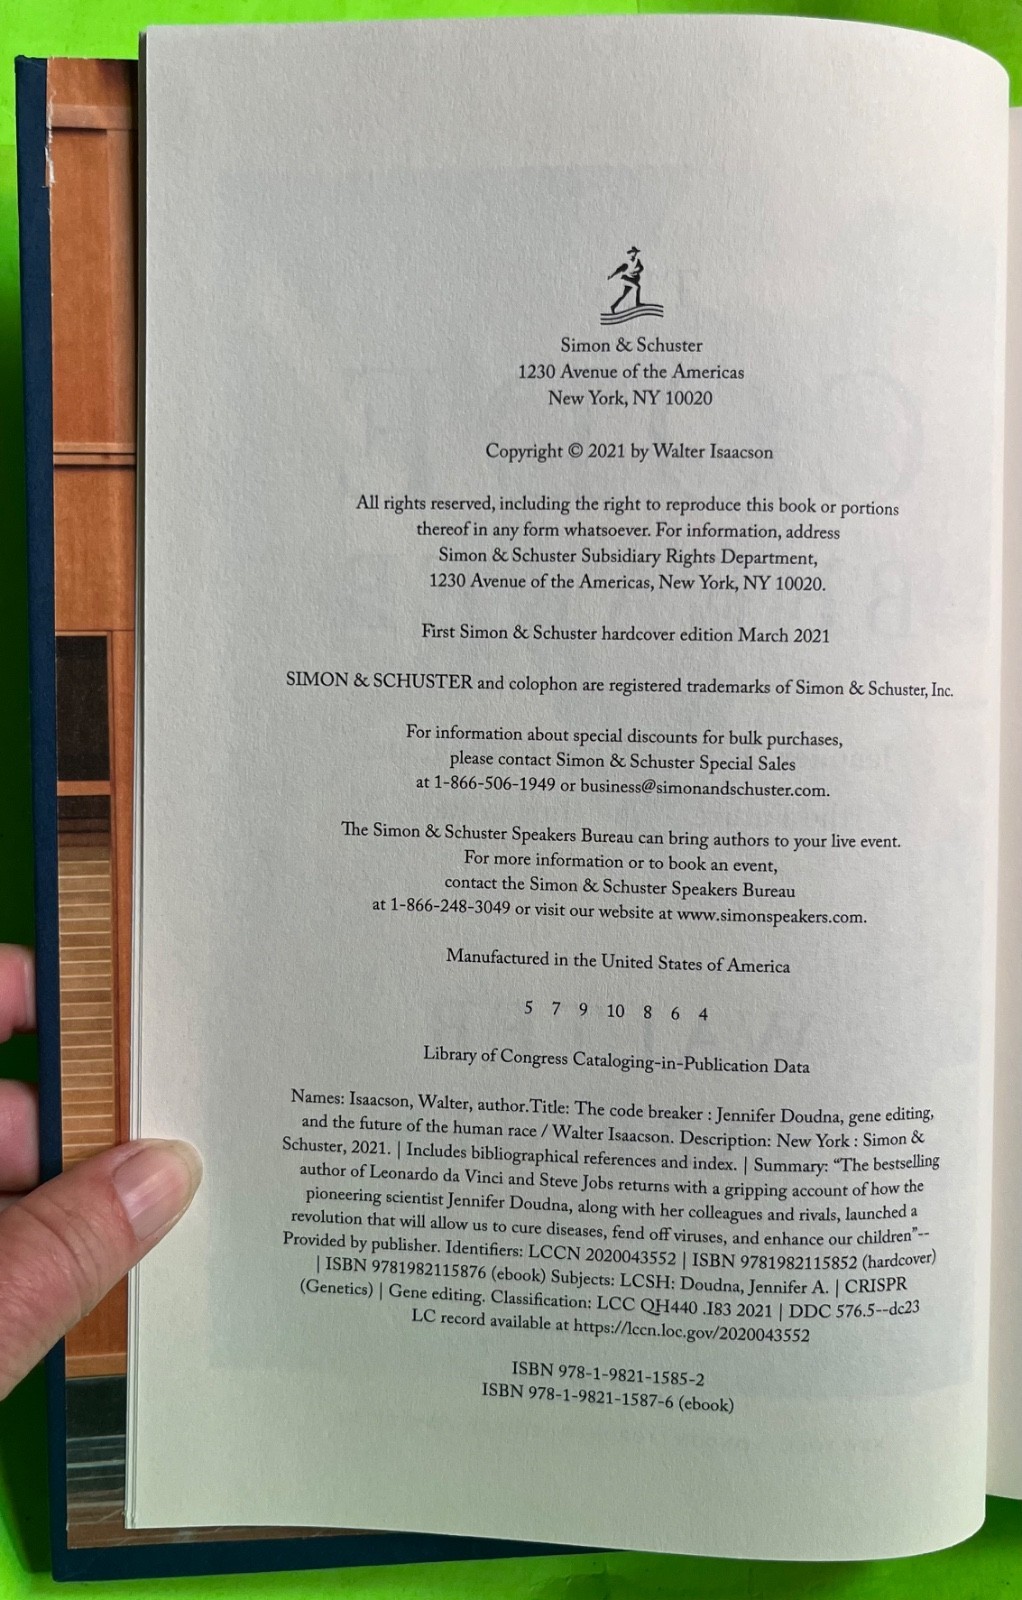 Simon & Schuster
1230 Avenue of the Americas
New York, NY 10020
Copyright © 2021 by Walter Isaacson
All rights reserved, including the right to reproduce this book or portions
thereof in any form whatsoever. For information, address
Simon & Schuster Subsidiary Rights Department,
1230 Avenue of the Americas, New York, NY 10020.
First Simon & Schuster hardcover edition March 2021
SIMON & SCHUSTER and colophon are registered trademarks of Simon & Schuster, Inc.
For information about special discounts for bulk purchases,
please contact Simon & Schuster Special Sales
at 1-866-506-1949 or business@simonandschuster.com.
The Simon & Schuster Speakers Bureau can bring authors to your live event.
For more information or to book an event,
contact the Simon & Schuster Speakers Bureau
at 1-866-248-3049 or visit our website at www.simonspeakers.com.
Manufactured in the United States of America
5 7 9 10 8 6 4
Library of Congress Cataloging-in-Publication Data
Names: Isaacson, Walter, author.Title: The code breaker : Jennifer Doudna, gene editing,
and the future of the human race / Walter Isaacson. Description: New York : Simon &
Schuster, 2021. | Includes bibliographical references and index. | Summary: “The bestselling
author of Leonardo da Vinci and Steve Jobs returns with a gripping account of how the
pioneering scientist Jennifer Doudna, along with her colleagues and rivals, launched a
revolution that will allow us to cure diseases, fend off viruses, and enhance our children”--
Provided by publisher. Identifiers: LCCN 2020043552 | ISBN 9781982115852 (hardcover)
| ISBN 9781982115876 (ebook) Subjects: LCSH: Doudna, Jennifer A. | CRISPR
(Genetics) | Gene editing. Classification: LCC QH440 .I83 2021 | DDC 576.5--dc23
LC record available at https://lccn.loc.gov/2020043552
ISBN 978-1-9821-1585-2
ISBN 978-1-9821-1587-6 (ebook)